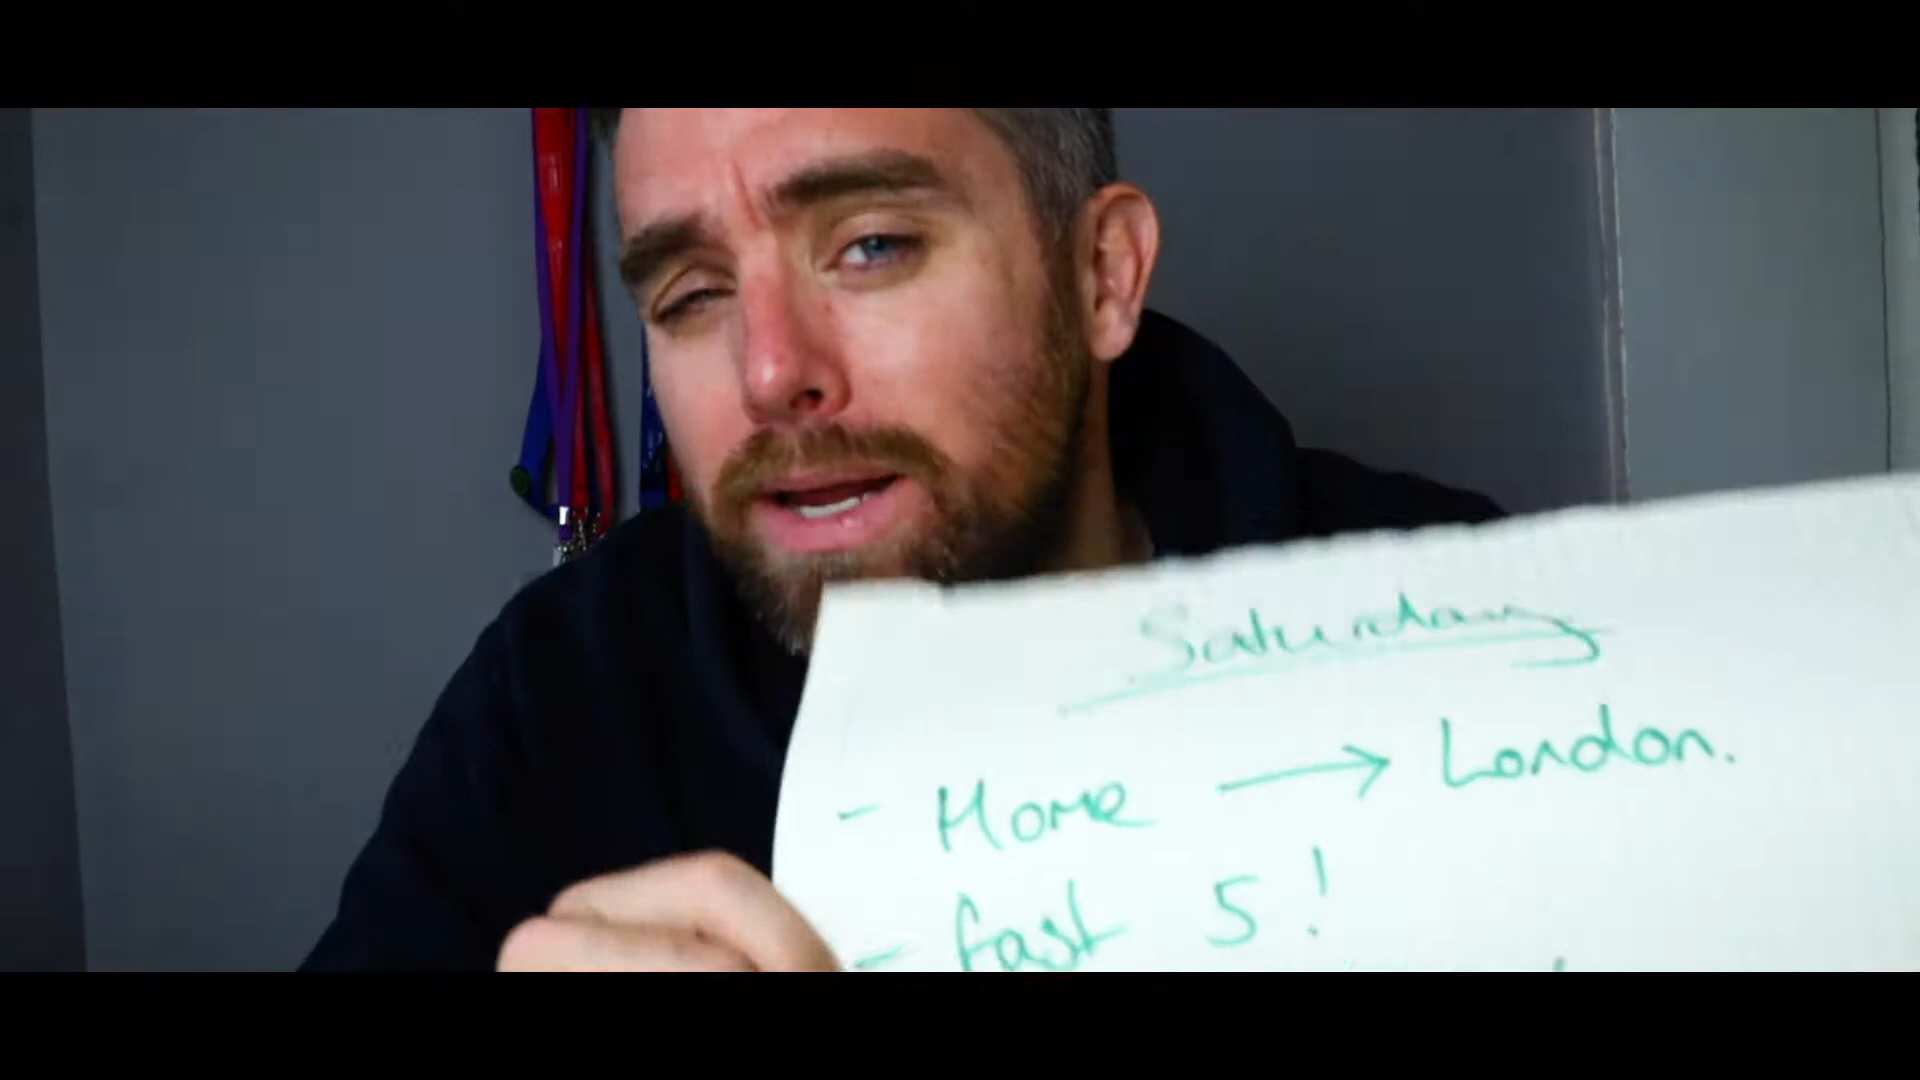 Saturday
- Home → London.
- fast 5!